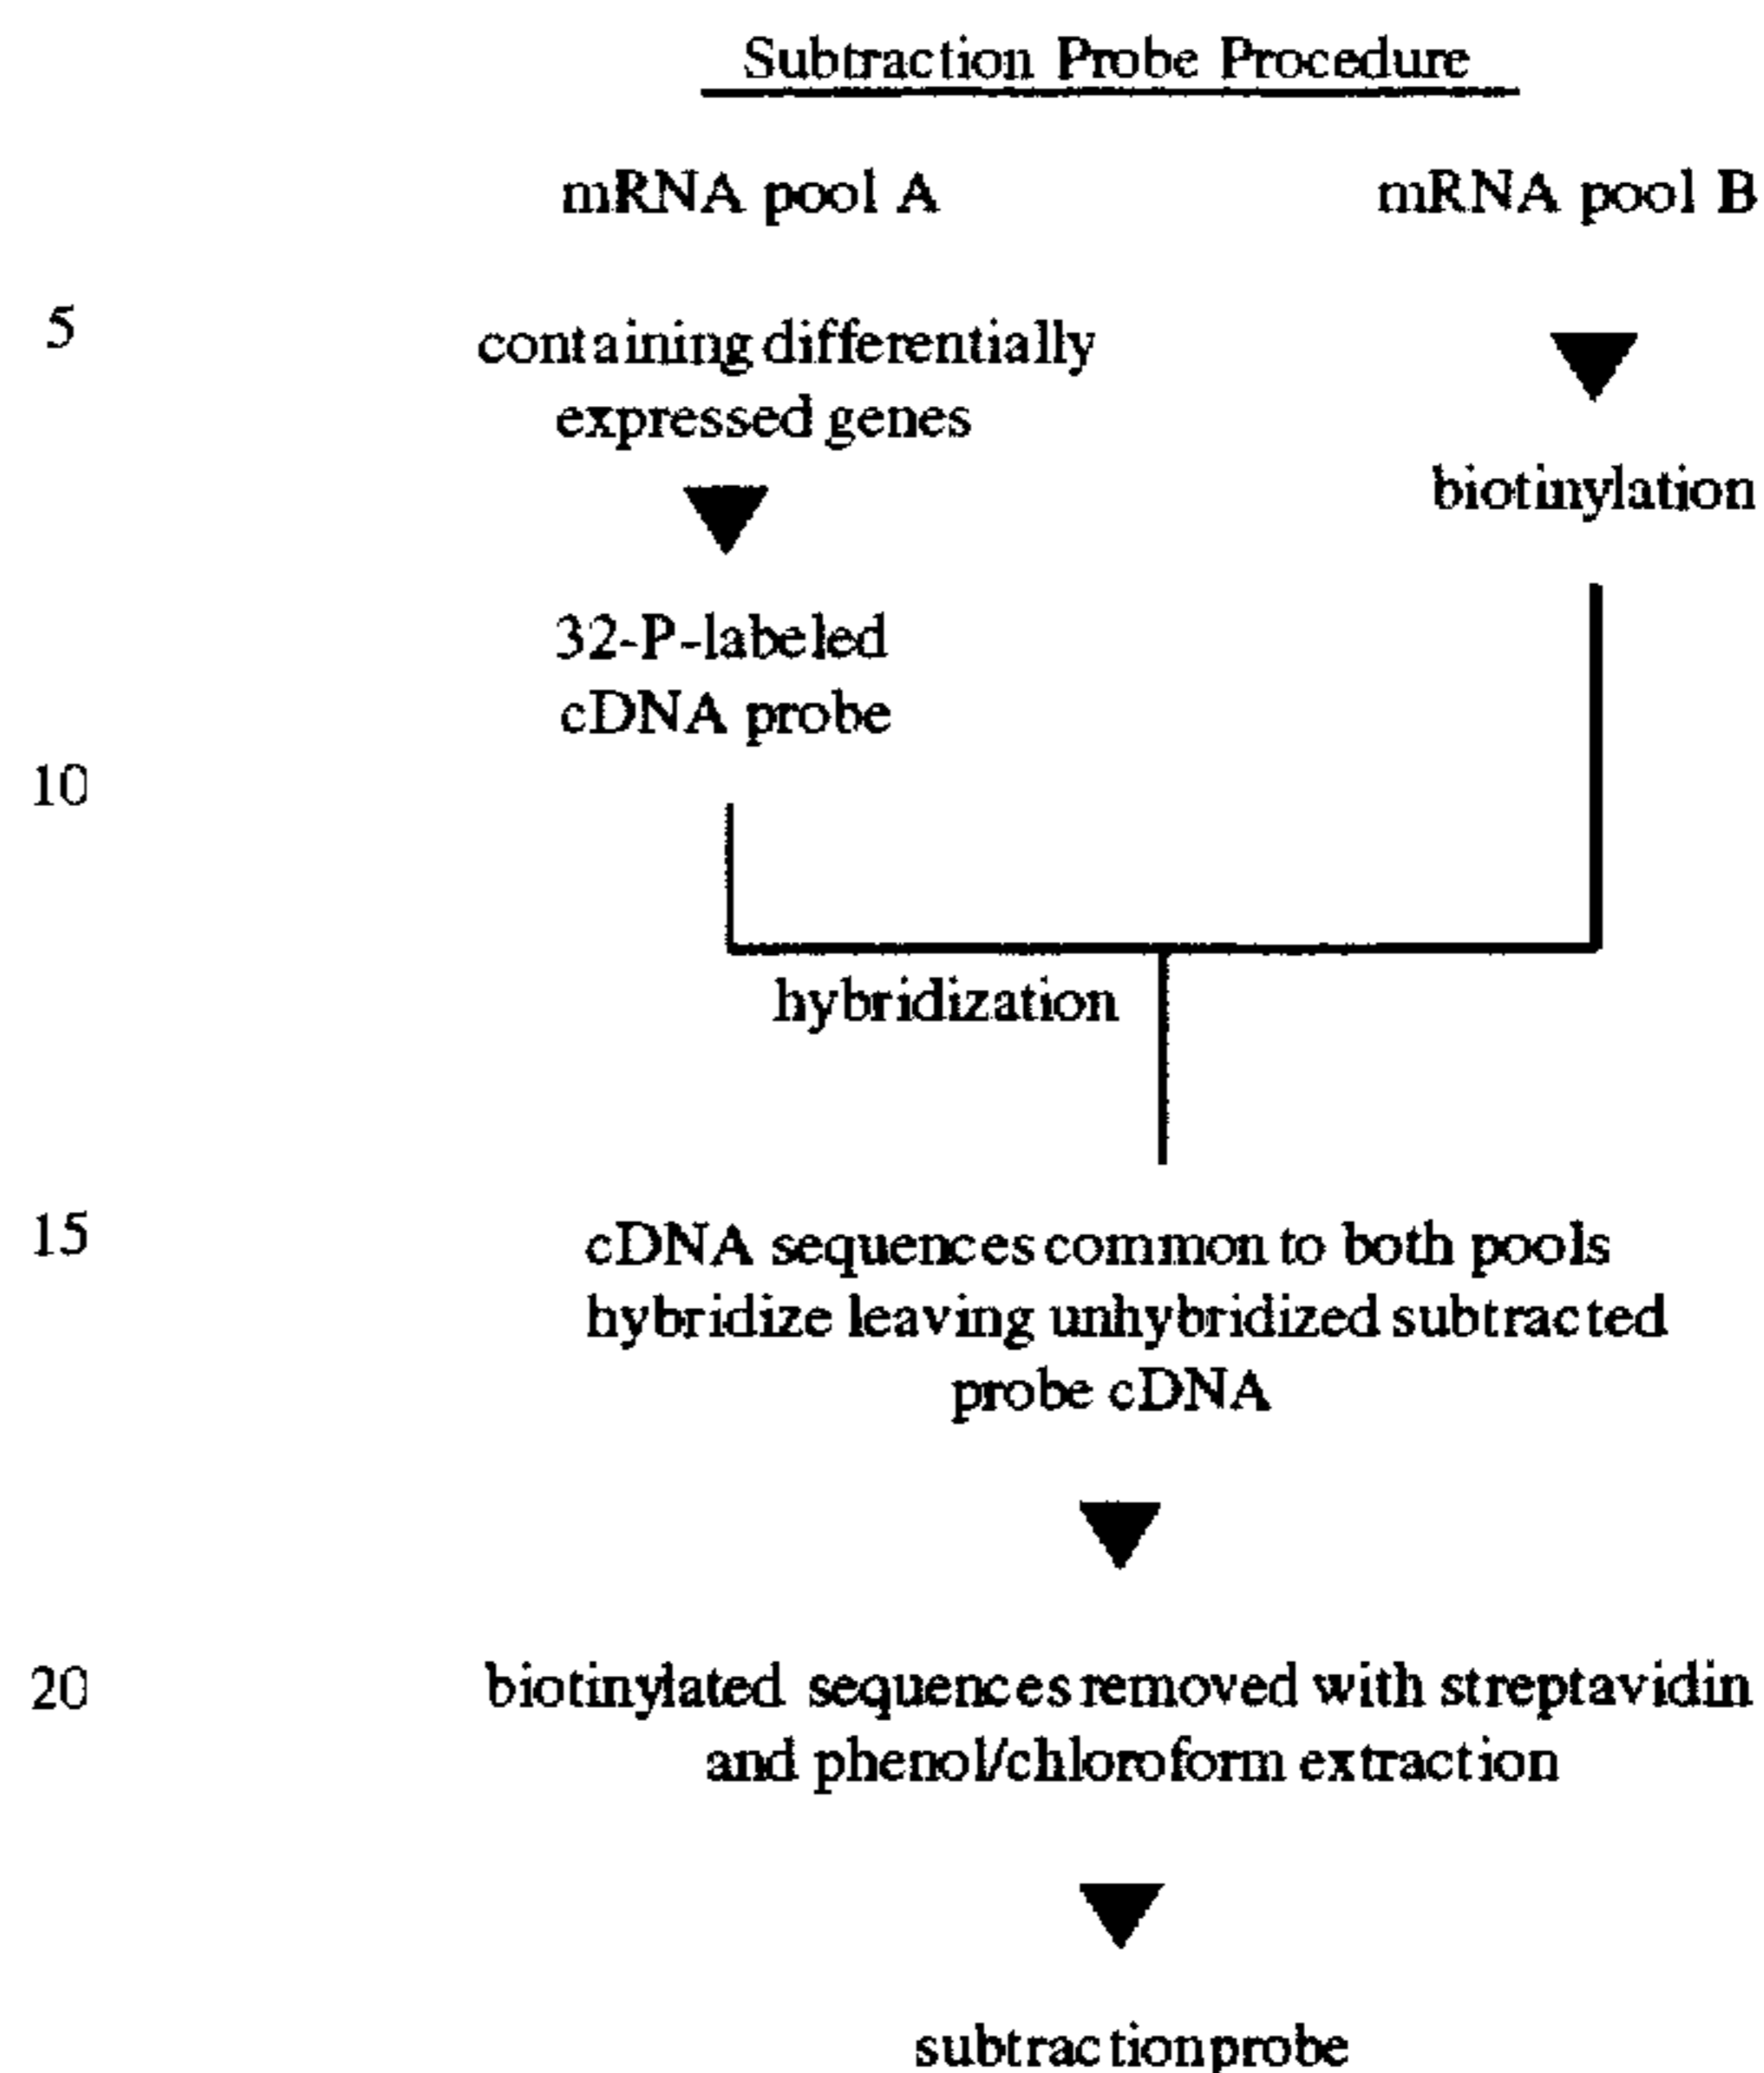 Subtraction Probe Procedure
mRNA pool A mRNA pool B
5
containing differentially
expressed genes
biotinylation
32-P-labeled
cDNA probe
10
hybridization
15
cDNA sequences common to both pools
hybridize leaving unhybridized subtracted
probe cDNA
20
biotinylated sequences removed with streptavidin
and phenol/chloroform extraction
subtractionprobe